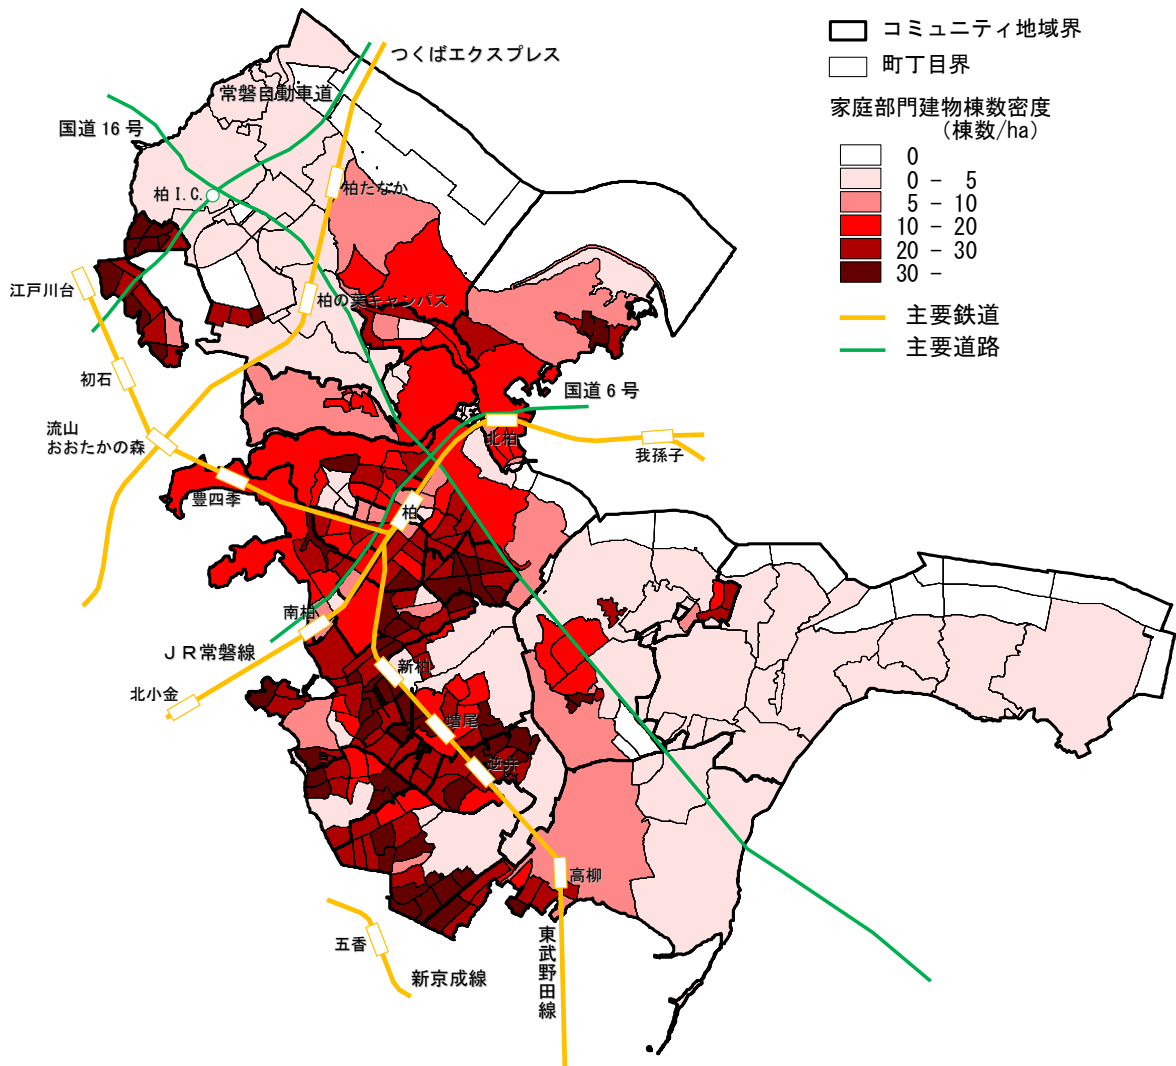 コミュニティ地域界
町丁目界
家庭部門建物棟数密度
(棟数/ha)
0
0 - 5
5 - 10
10 - 20
20 - 30
30 -
主要鉄道
主要道路
つくばエクスプレス
常磐自動車道
国道16号
柏I.C.
柏たなか
江戸川台
柏の葉キャンパス
初石
国道6号
流山
おおたかの森
北柏
我孫子
豊四季
柏
南柏
JR常磐線
新柏
北小金
増尾
逆井
高柳
五香
新京成線
東武野田線